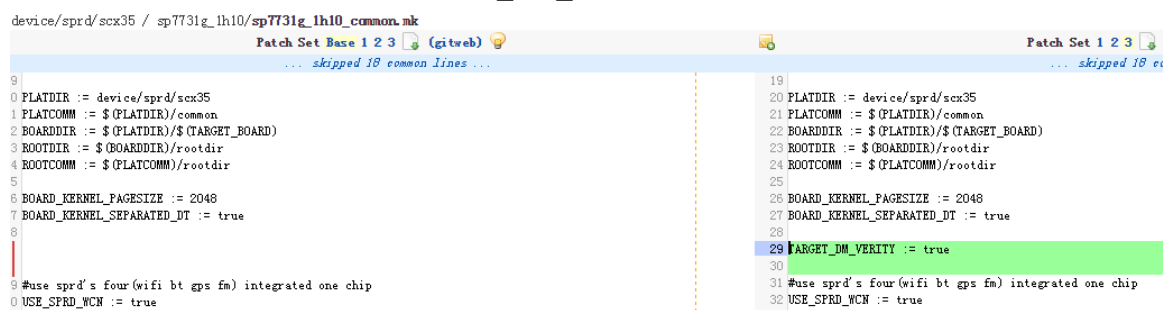 device/sprd/scx35 / sp7731g_1h10/sp7731g_1h10_common.mk
Patch Set Base 1 2 3 (gitweb)
... skipped 18 common lines ...
9
0 PLATDIR := device/sprd/scx35
1 PLATCOMM := $(PLATDIR)/common
2 BOARDDIR := $(PLATDIR)/$(TARGET_BOARD)
3 ROOTDIR := $(BOARDDIR)/rootdir
4 ROOTCOMM := $(PLATCOMM)/rootdir
5
6 BOARD_KERNEL_PAGESIZE := 2048
7 BOARD_KERNEL_SEPARATED_DT := true
8
9 #use sprd's four(wifi bt gps fm) integrated one chip
0 USE_SPRD_WCN := true
Patch Set 1 2 3
... skipped 18 co
19
20 PLATDIR := device/sprd/scx35
21 PLATCOMM := $(PLATDIR)/common
22 BOARDDIR := $(PLATDIR)/$(TARGET_BOARD)
23 ROOTDIR := $(BOARDDIR)/rootdir
24 ROOTCOMM := $(PLATCOMM)/rootdir
25
26 BOARD_KERNEL_PAGESIZE := 2048
27 BOARD_KERNEL_SEPARATED_DT := true
28
29 TARGET_DM_VERITY := true
30
31 #use sprd's four(wifi bt gps fm) integrated one chip
32 USE_SPRD_WCN := true